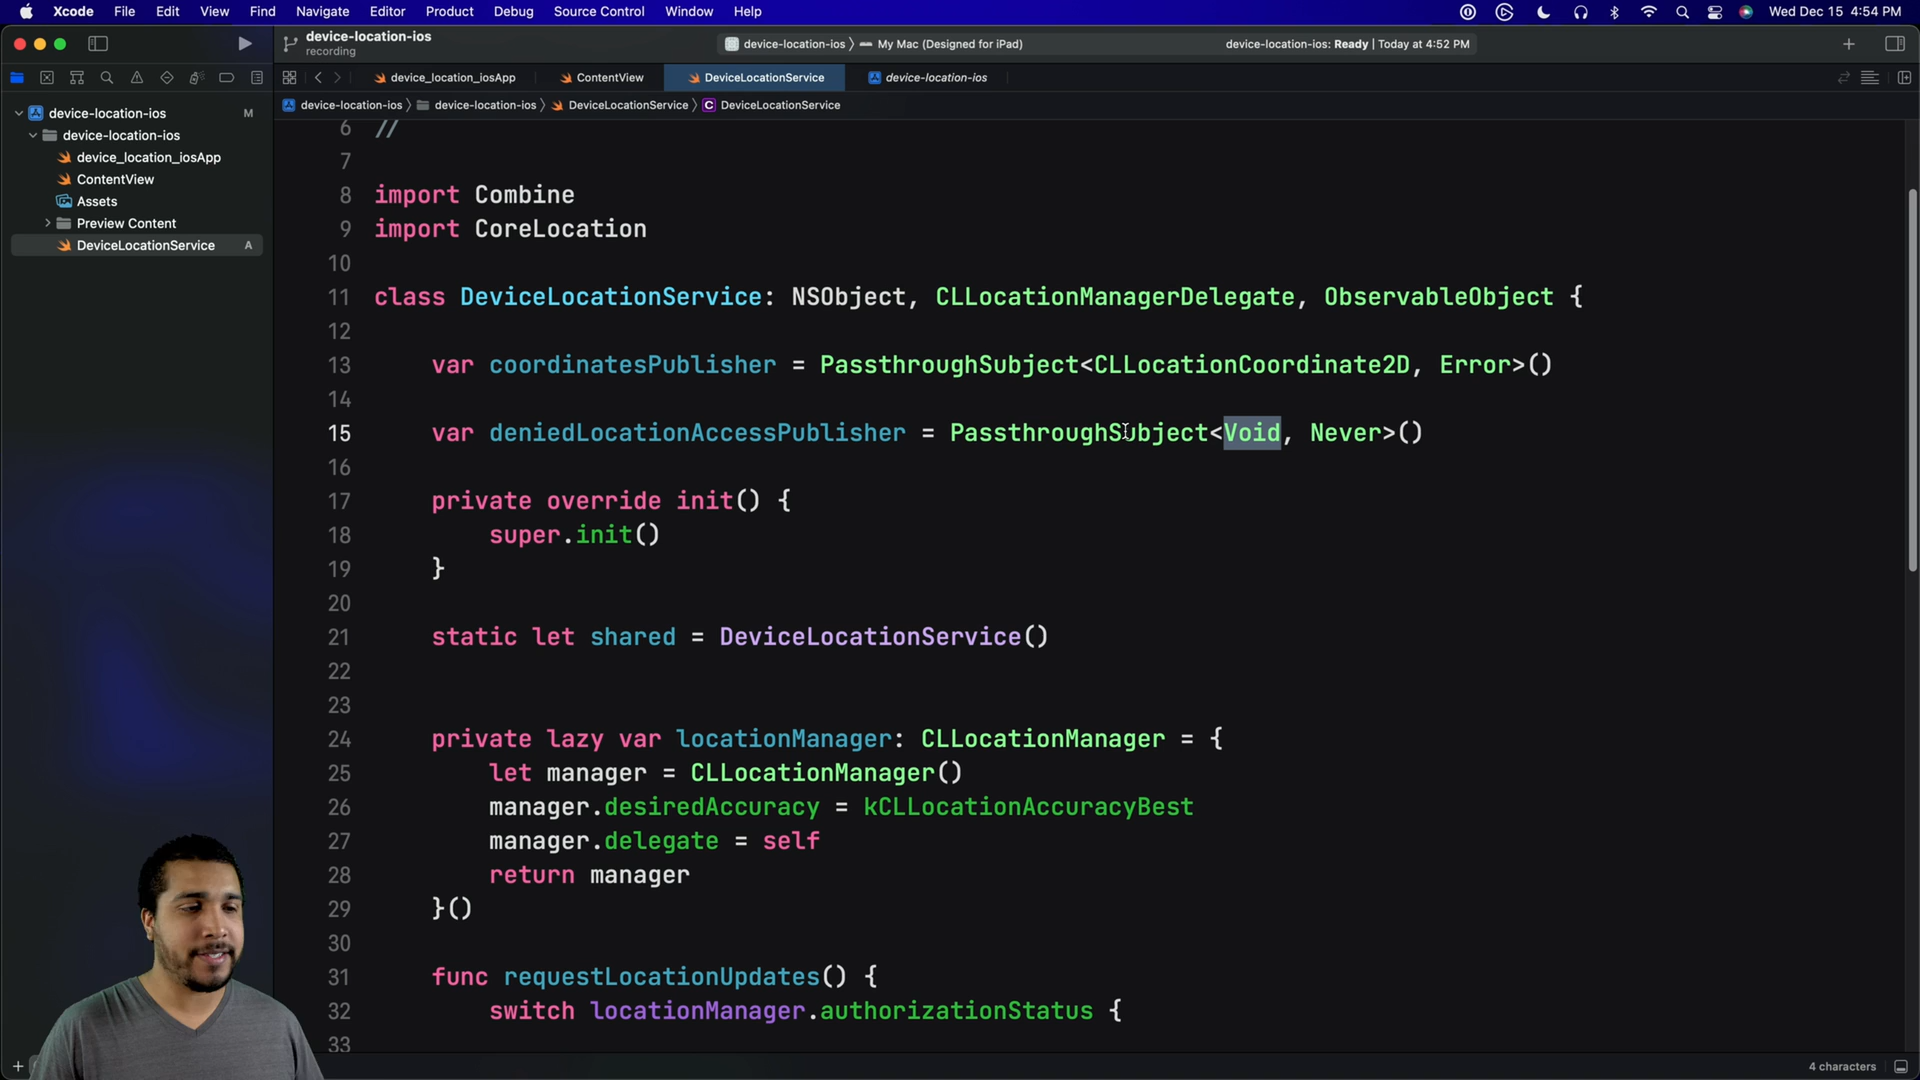 Xcode File Edit View Find Navigate Editor Product Debug Source Control Window Help Wed Dec 15 4:54 PM
device-location-ios
recording
device-location-ios 〉 My Mac (Designed for iPad)
device-location-ios: Ready | Today at 4:52 PM
device_location_iosApp ContentView DeviceLocationService device-location-ios
device-location-ios 〉 device-location-ios 〉 DeviceLocationService 〉 C DeviceLocationService
device-location-ios M
device-location-ios
device_location_iosApp
ContentView
Assets
Preview Content
DeviceLocationService A
6 //
7
8 import Combine
9 import CoreLocation
10
11 class DeviceLocationService: NSObject, CLLocationManagerDelegate, ObservableObject {
12
13 var coordinatesPublisher = PassthroughSubject<CLLocationCoordinate2D, Error>()
14
15 var deniedLocationAccessPublisher = PassthroughSubject<Void, Never>()
16
17 private override init() {
18 super.init()
19 }
20
21 static let shared = DeviceLocationService()
22
23
24 private lazy var locationManager: CLLocationManager = {
25 let manager = CLLocationManager()
26 manager.desiredAccuracy = kCLLocationAccuracyBest
27 manager.delegate = self
28 return manager
29 }()
30
31 func requestLocationUpdates() {
32 switch locationManager.authorizationStatus {
33
4 characters